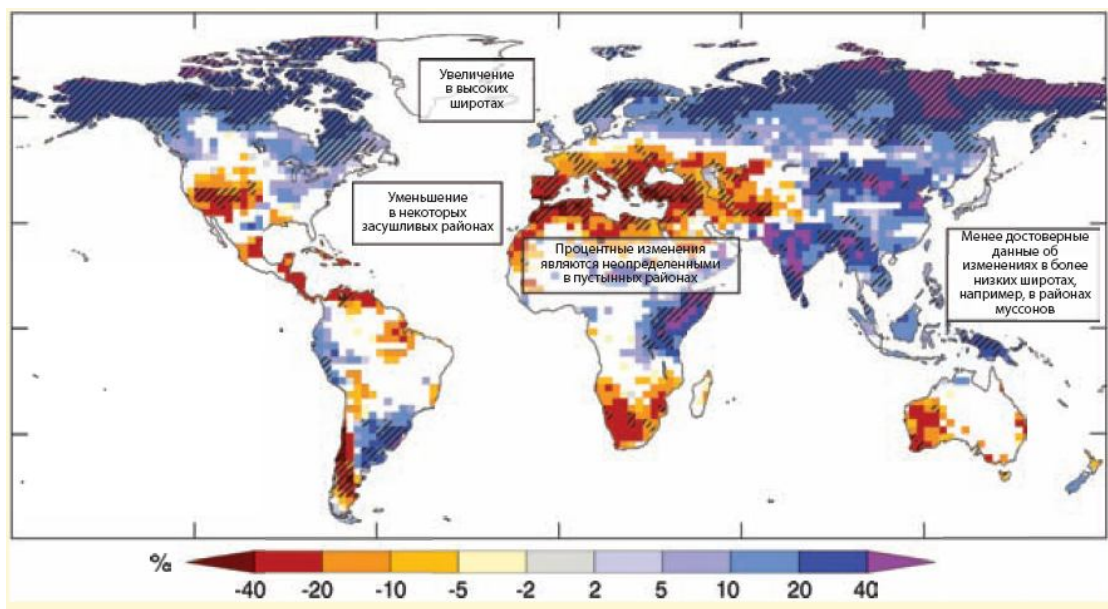 Увеличение
в высоких
широтах
Уменьшение
в некоторых
засушливых районах
Процентные изменения
являются неопределенными
в пустынных районах
Менее достоверные
данные об
изменениях в более
низких широтах,
например, в районах
муссонов
%
-40 -20 -10 -5 -2 2 5 10 20 40